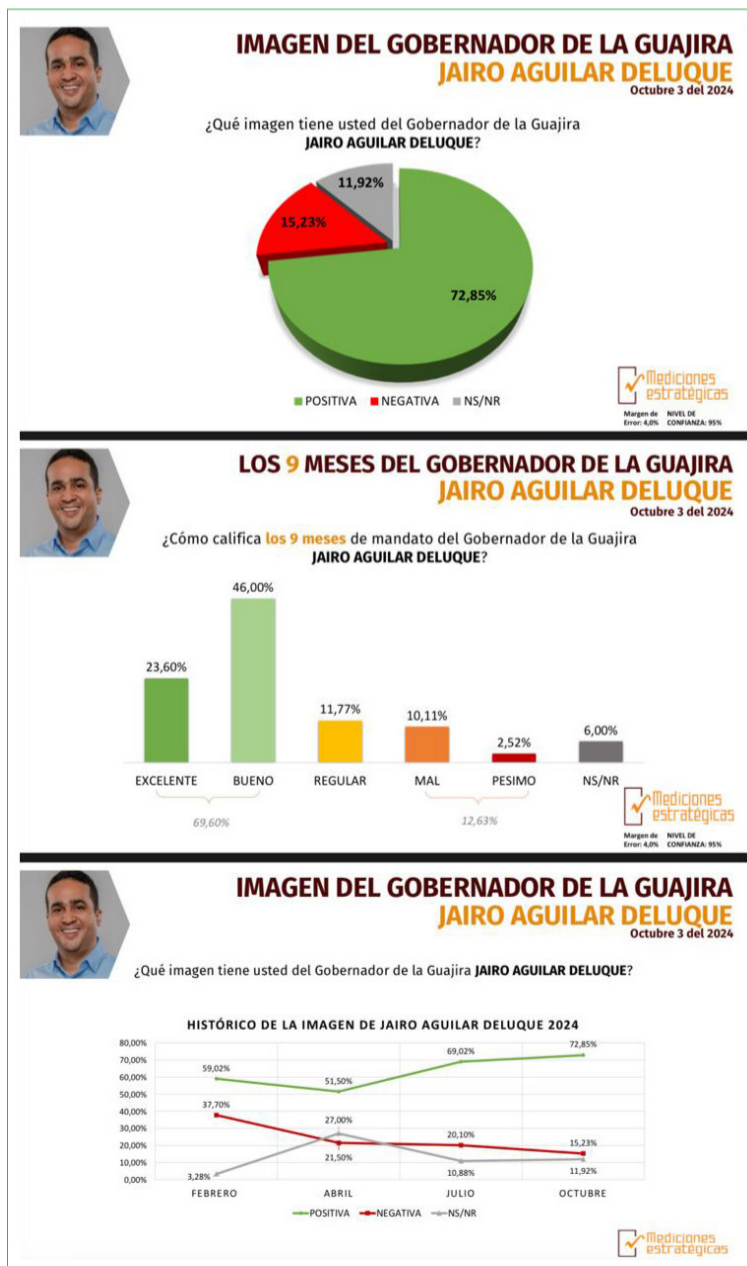 IMAGEN DEL GOBERNADOR DE LA GUAJIRA
JAIRO AGUILAR DELUQUE
Octubre 3 del 2024
¿Qué imagen tiene usted del Gobernador de la Guajira
JAIRO AGUILAR DELUQUE?
11,92%
15,23%
72,85%
POSITIVA NEGATIVA NS/NR
Mediciones
estratégicas
Margen de NIVEL DE
Error: 4,0% CONFIANZA: 95%
LOS 9 MESES DEL GOBERNADOR DE LA GUAJIRA
JAIRO AGUILAR DELUQUE
Octubre 3 del 2024
¿Cómo califica los 9 meses de mandato del Gobernador de la Guajira
JAIRO AGUILAR DELUQUE?
46,00%
23,60%
11,77%
10,11%
2,52%
6,00%
EXCELENTE BUENO REGULAR MAL PESIMO NS/NR
69,60% 12,63%
Mediciones
estratégicas
Margen de NIVEL DE
Error: 4,0% CONFIANZA: 95%
IMAGEN DEL GOBERNADOR DE LA GUAJIRA
JAIRO AGUILAR DELUQUE
Octubre 3 del 2024
¿Qué imagen tiene usted del Gobernador de la Guajira JAIRO AGUILAR DELUQUE?
HISTÓRICO DE LA IMAGEN DE JAIRO AGUILAR DELUQUE 2024
80,00%
70,00%
60,00%
50,00%
40,00%
30,00%
20,00%
10,00%
0,00%
59,02% 51,50% 69,02% 72,85%
37,70% 21,50% 20,10% 15,23%
3,28% 27,00% 10,88% 11,92%
FEBRERO ABRIL JULIO OCTUBRE
POSITIVA NEGATIVA NS/NR
Mediciones
estratégicas